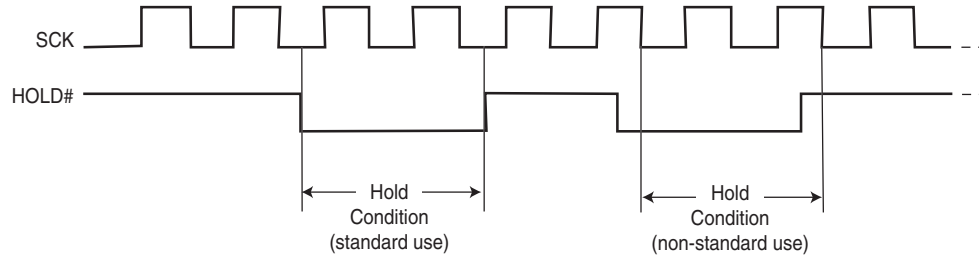 SCK
HOLD#
Hold
Condition
(standard use)
Hold
Condition
(non-standard use)